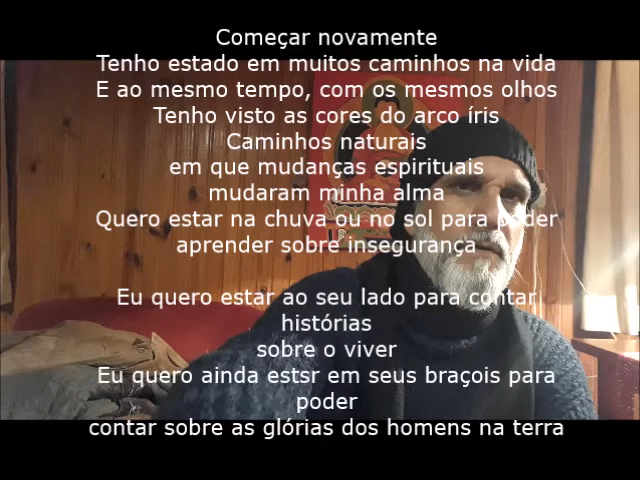 Começar novamente
Tenho estado em muitos caminhos na vida
E ao mesmo tempo, com os mesmos olhos
Tenho visto as cores do arco íris
Caminhos naturais
em que mudanças espirituais
mudaram minha alma
Quero estar na chuva ou no sol para poder
aprender sobre insegurança
Eu quero estar ao seu lado para contar
histórias
sobre o viver
Eu quero ainda estsr em seus braçois para
poder
contar sobre as glórias dos homens na terra